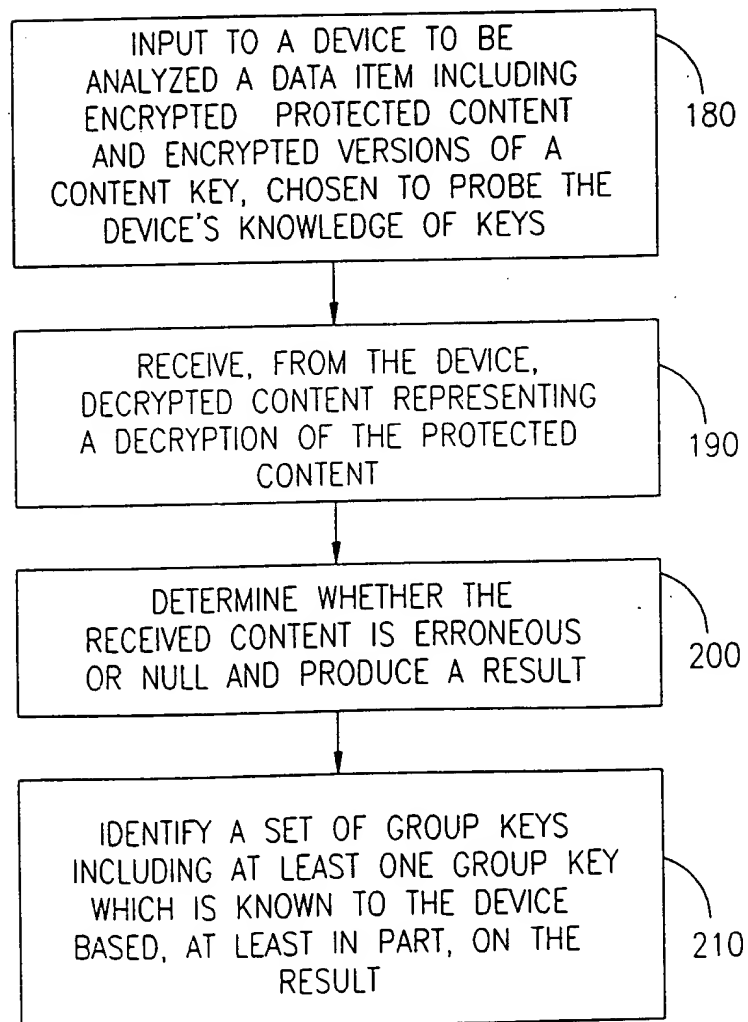 INPUT TO A DEVICE TO BE
ANALYZED A DATA ITEM INCLUDING
ENCRYPTED PROTECTED CONTENT
AND ENCRYPTED VERSIONS OF A
CONTENT KEY, CHOSEN TO PROBE THE
DEVICE'S KNOWLEDGE OF KEYS
180
RECEIVE, FROM THE DEVICE,
DECRYPTED CONTENT REPRESENTING
A DECRYPTION OF THE PROTECTED
CONTENT
190
DETERMINE WHETHER THE
RECEIVED CONTENT IS ERRONEOUS
OR NULL AND PRODUCE A RESULT
200
IDENTIFY A SET OF GROUP KEYS
INCLUDING AT LEAST ONE GROUP KEY
WHICH IS KNOWN TO THE DEVICE
BASED, AT LEAST IN PART, ON THE
RESULT
210